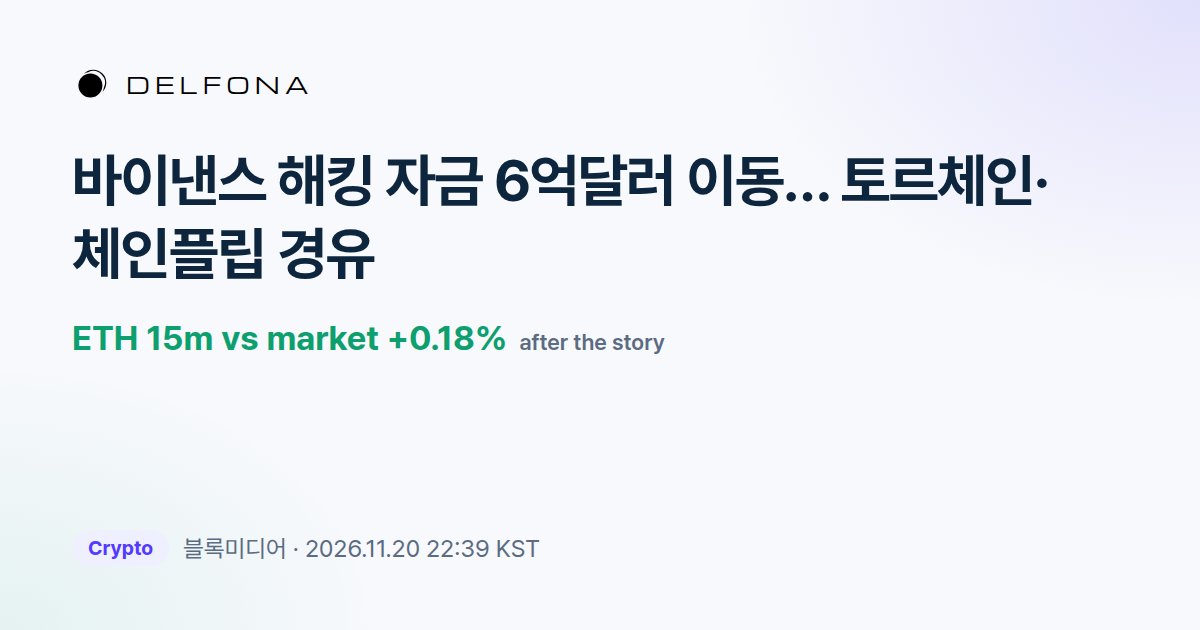 DELFONA
바이낸스 해킹 자금 6억달러 이동… 토르체인·
체인플립 경유
ETH 15m vs market +0.18% after the story
Crypto 블록미디어 · 2026.11.20 22:39 KST